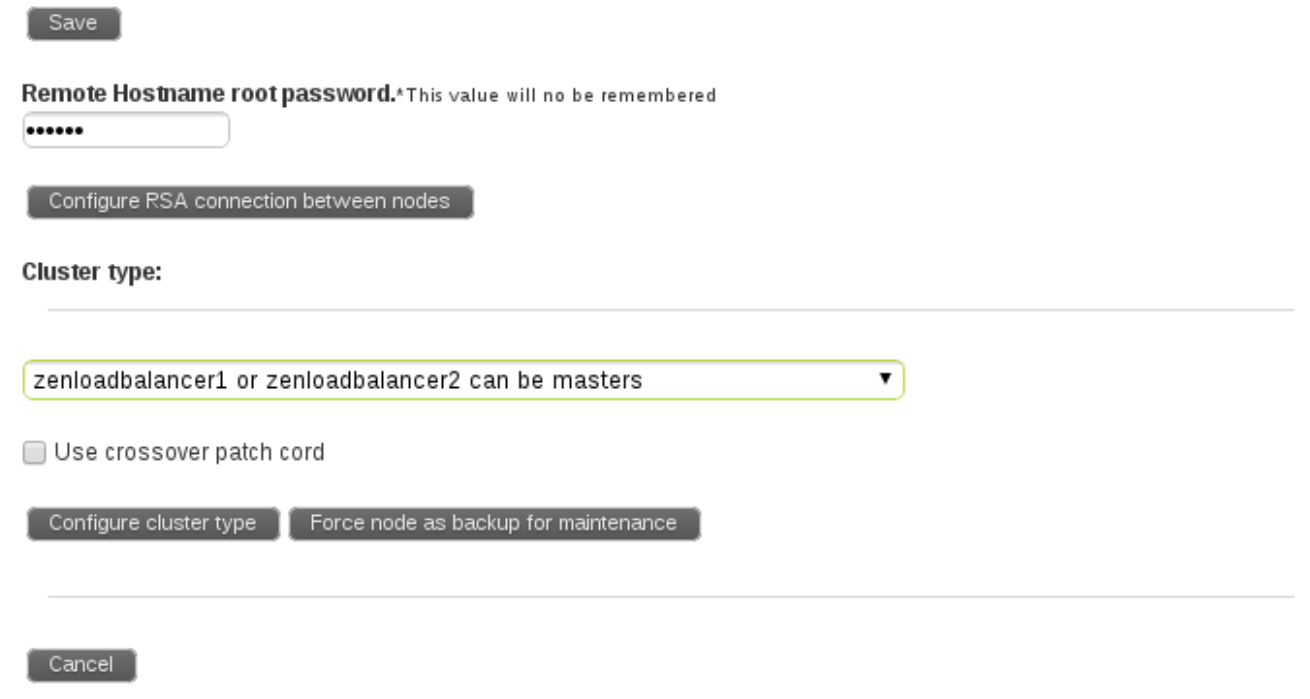 Save
Remote Hostname root password.*This value will no be remembered
••••••
Configure RSA connection between nodes
Cluster type:
zenloadbalancer1 or zenloadbalancer2 can be masters
Use crossover patch cord
Configure cluster type Force node as backup for maintenance
Cancel